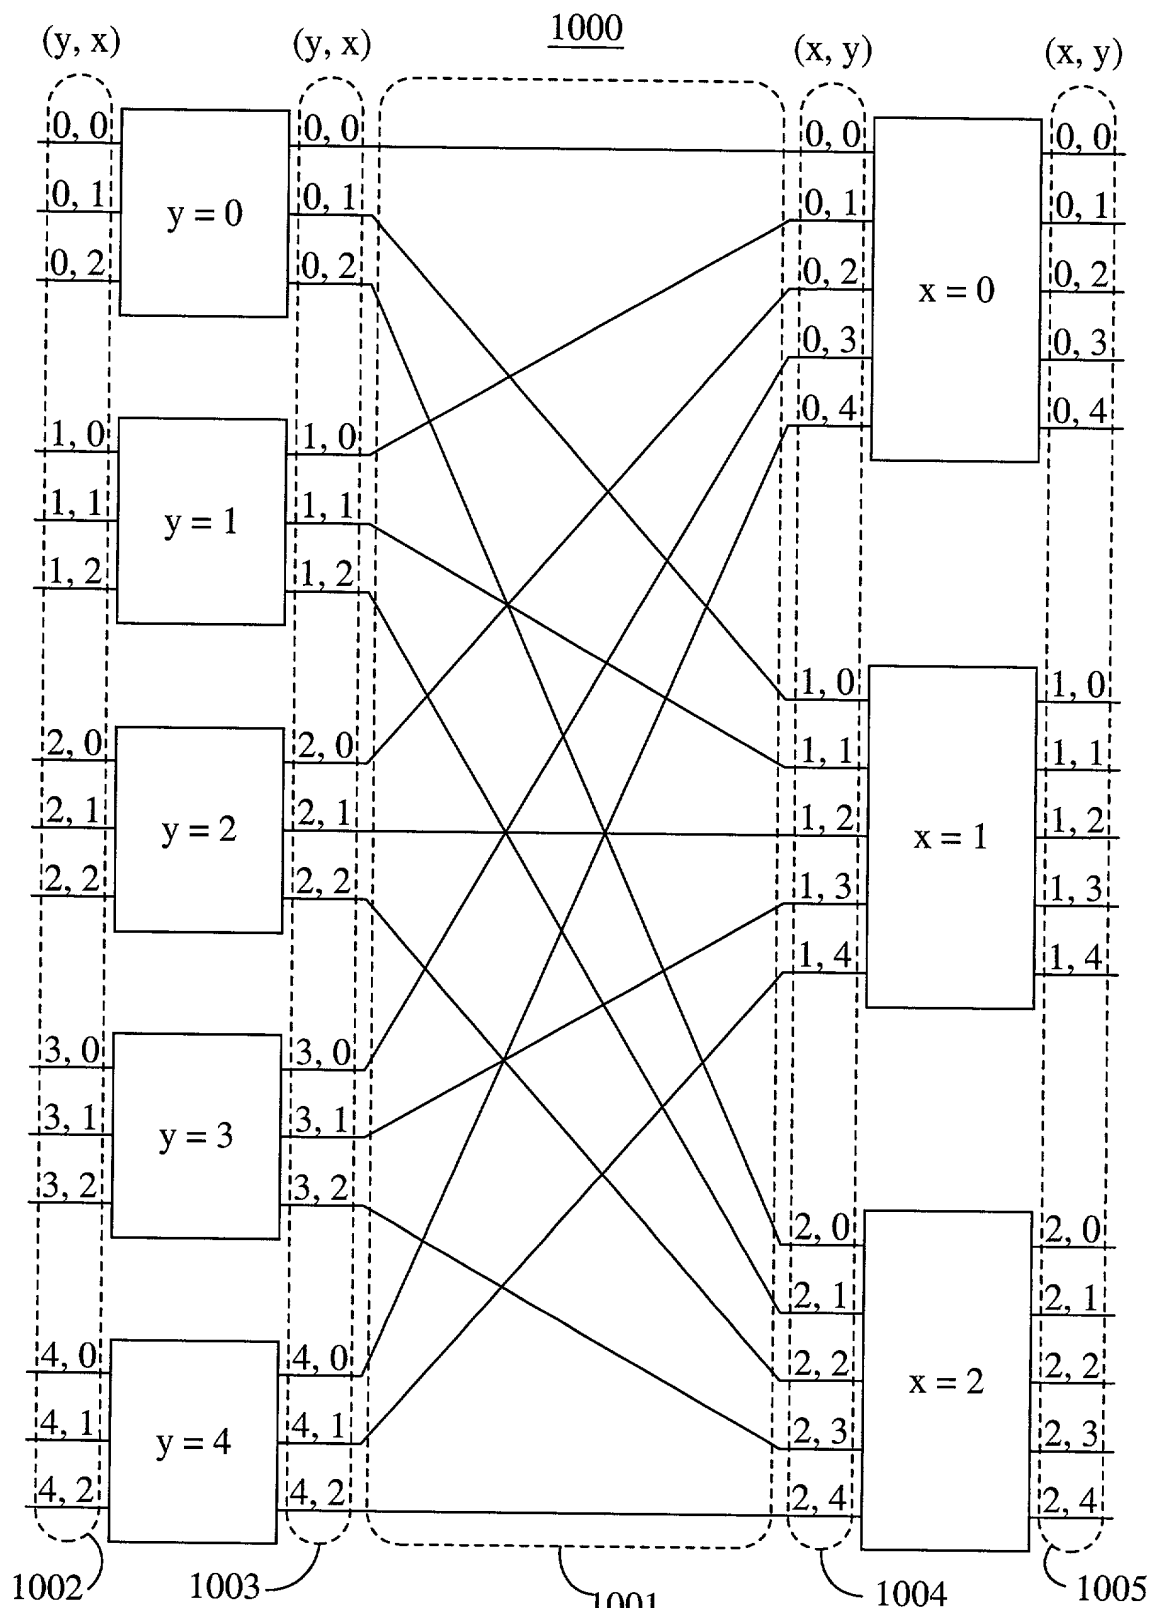 1000
(y, x) (y, x) (x, y) (x, y)
0, 0 0, 0 0, 0 0, 0
0, 1 y = 0 0, 1 0, 1 0, 1
0, 2 0, 2 0, 2 x = 0 0, 2
0, 3 0, 3
0, 4 0, 4
1, 0 1, 0
1, 1 y = 1 1, 1
1, 2 1, 2
1, 0 1, 0
2, 0 2, 0 1, 1 1, 1
2, 1 y = 2 2, 1 1, 2 x = 1 1, 2
2, 2 2, 2 1, 3 1, 3
1, 4 1, 4
3, 0 3, 0
3, 1 y = 3 3, 1
3, 2 3, 2
2, 0 2, 0
2, 1 2, 1
4, 0 4, 0 2, 2 x = 2 2, 2
4, 1 y = 4 4, 1 2, 3 2, 3
4, 2 4, 2 2, 4 2, 4
1002 1003 1001 1004 1005